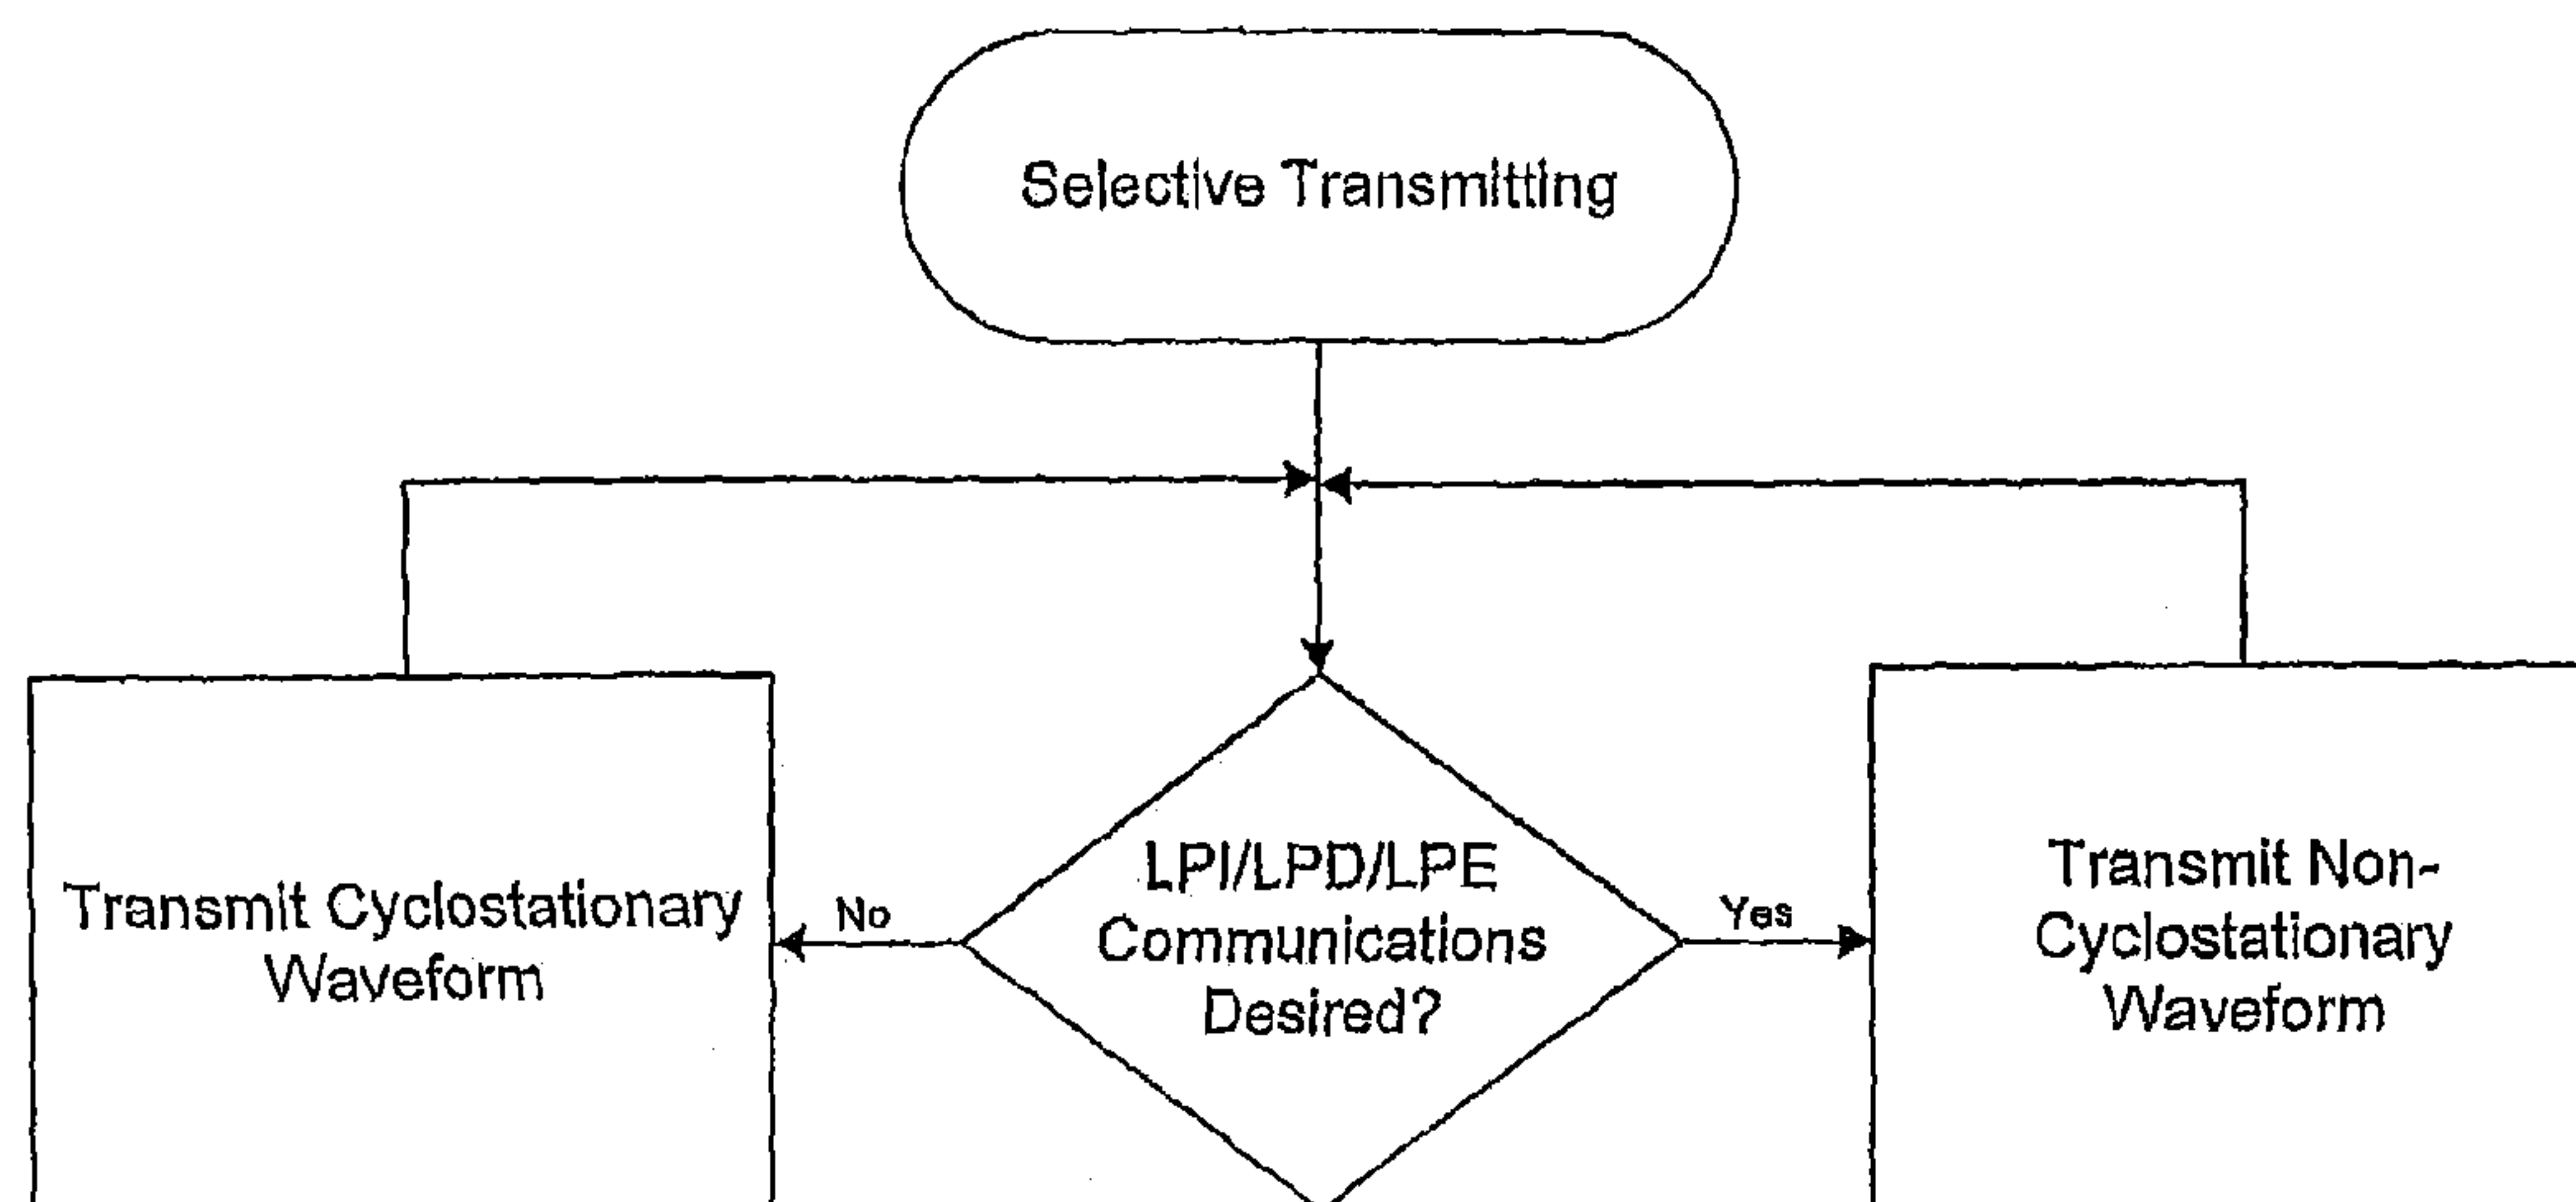 Selective Transmitting
Transmit Cyclostationary
Waveform
No
LPI/LPD/LPE
Communications
Desired?
Yes
Transmit Non-
Cyclostationary
Waveform